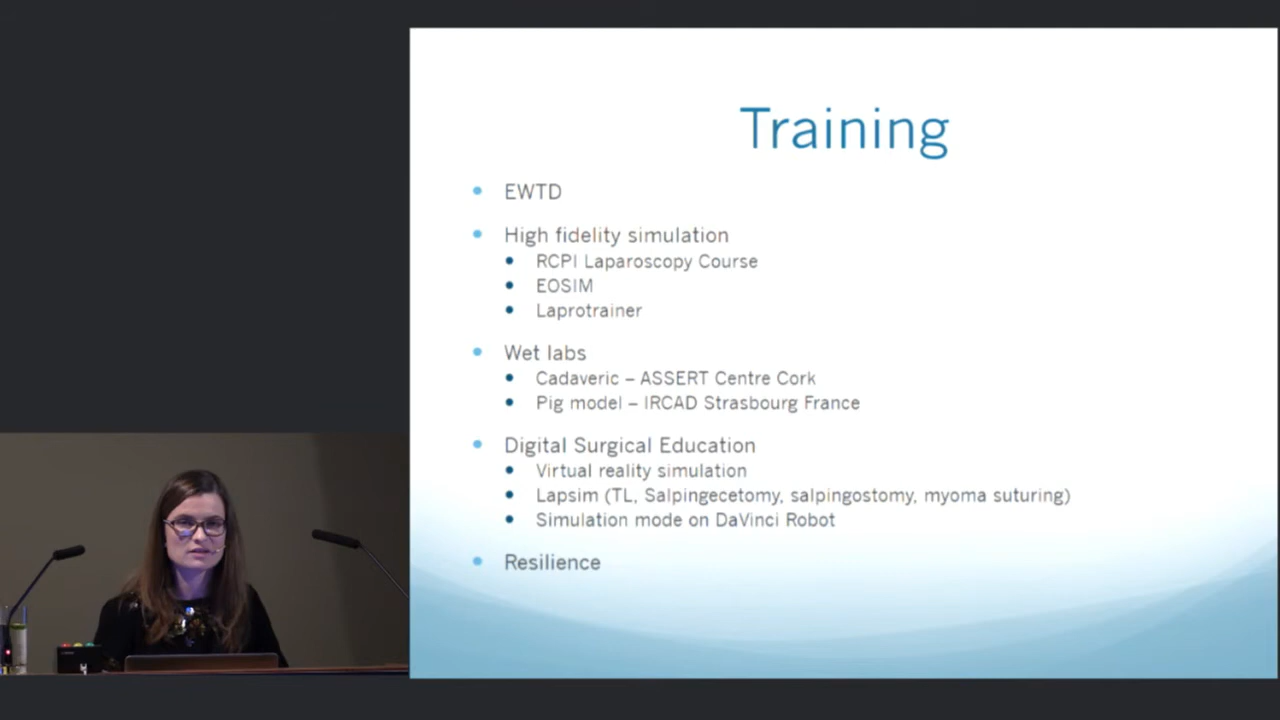 Training
• EWTD
• High fidelity simulation
• RCPI Laparoscopy Course
• EOSIM
• Laprotrainer
• Wet labs
• Cadaveric – ASSERT Centre Cork
• Pig model – IRCAD Strasbourg France
• Digital Surgical Education
• Virtual reality simulation
• Lapsim (TL, Salpingecetomy, salpingostomy, myoma suturing)
• Simulation mode on DaVinci Robot
• Resilience